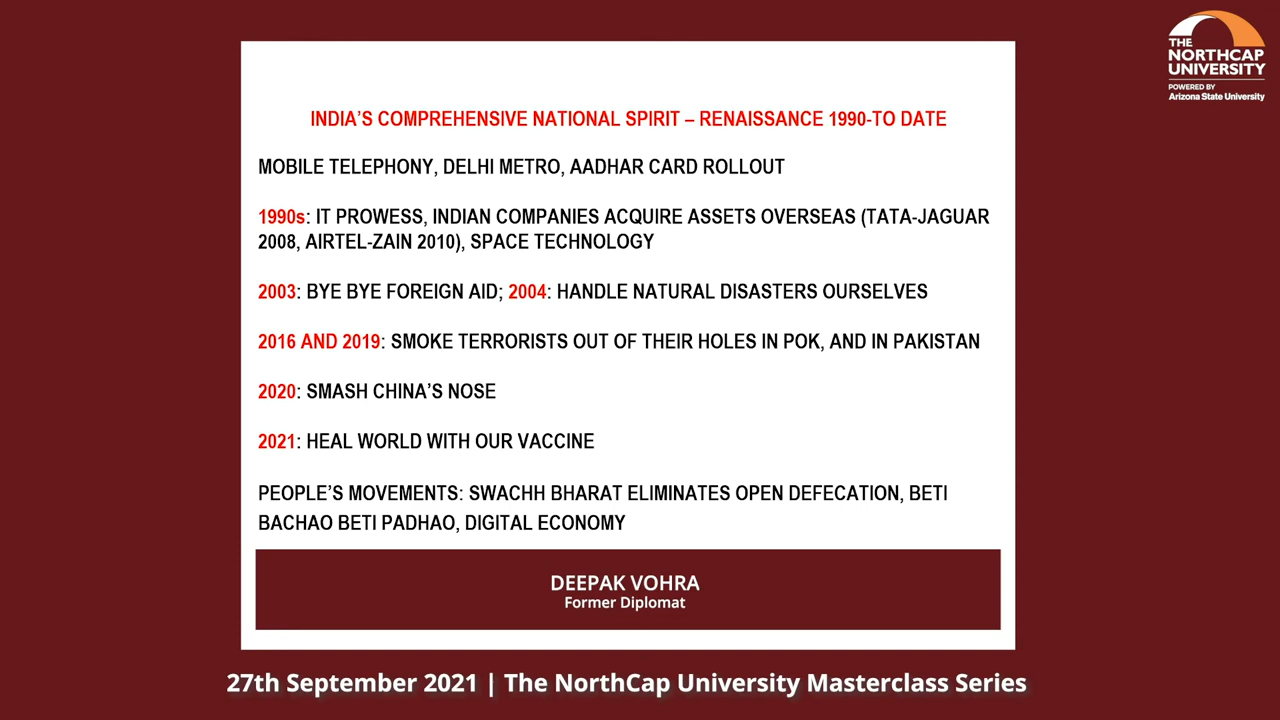 THE
NORTHCAP
UNIVERSITY
POWERED BY
Arizona State University
INDIA'S COMPREHENSIVE NATIONAL SPIRIT – RENAISSANCE 1990-TO DATE
MOBILE TELEPHONY, DELHI METRO, AADHAR CARD ROLLOUT
1990s: IT PROWESS, INDIAN COMPANIES ACQUIRE ASSETS OVERSEAS (TATA-JAGUAR
2008, AIRTEL-ZAIN 2010), SPACE TECHNOLOGY
2003: BYE BYE FOREIGN AID; 2004: HANDLE NATURAL DISASTERS OURSELVES
2016 AND 2019: SMOKE TERRORISTS OUT OF THEIR HOLES IN POK, AND IN PAKISTAN
2020: SMASH CHINA'S NOSE
2021: HEAL WORLD WITH OUR VACCINE
PEOPLE'S MOVEMENTS: SWACHH BHARAT ELIMINATES OPEN DEFECATION, BETI
BACHAO BETI PADHAO, DIGITAL ECONOMY
DEEPAK VOHRA
Former Diplomat
27th September 2021 | The NorthCap University Masterclass Series